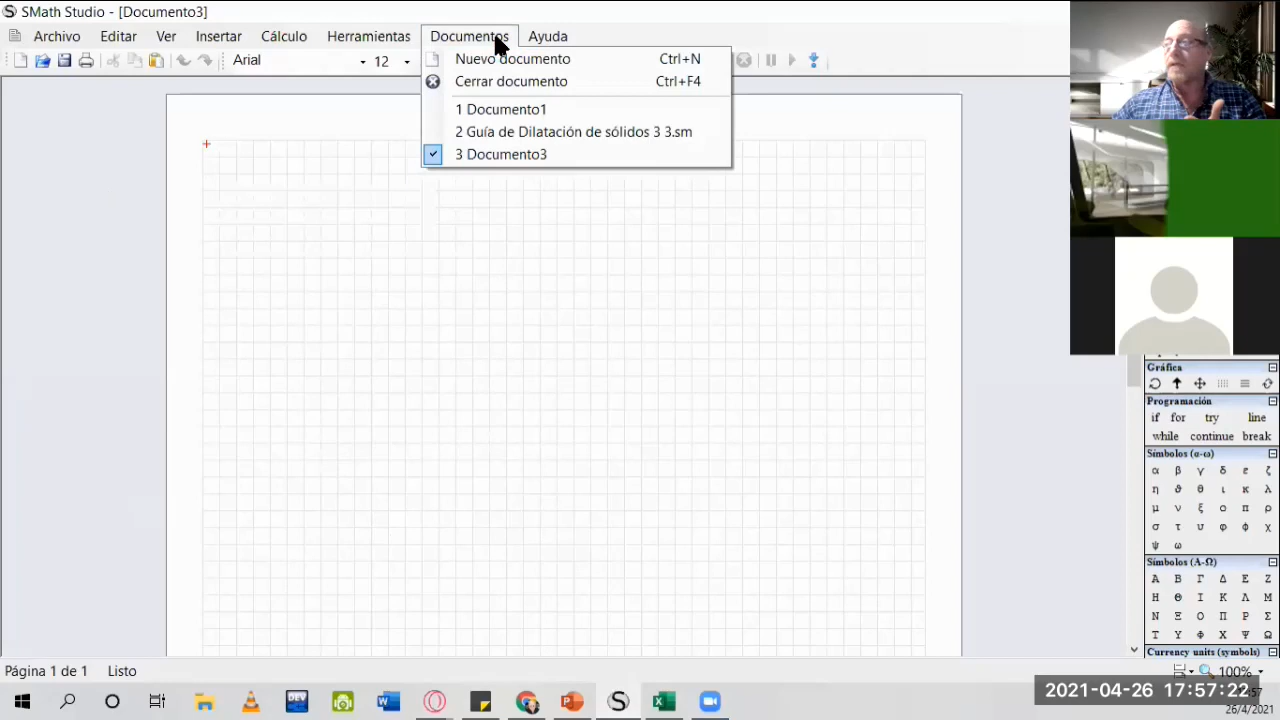 SMath Studio - [Documento3]
Archivo Editar Ver Insertar Cálculo Herramientas Documentos Ayuda
Arial 12
Nuevo documento Ctrl+N
Cerrar documento Ctrl+F4
1 Documento1
2 Guía de Dilatación de sólidos 3 3.sm
3 Documento3
Gráfica
Programación
if for try line
while continue break
Símbolos (α-ω)
α β γ δ ε ζ
η ϑ θ ι κ λ
μ ν ξ ο π ρ
σ τ υ φ ϕ χ
ψ ω
Símbolos (Α-Ω)
Α Β Γ Δ Ε Ζ
Η Θ Ι Κ Λ Μ
Ν Ξ Ο Π Ρ Σ
Τ Υ Φ Χ Ψ Ω
Currency units (symbols)
Página 1 de 1 Listo
100%
DEV
2021-04-26 17:57:22
26/4/2021